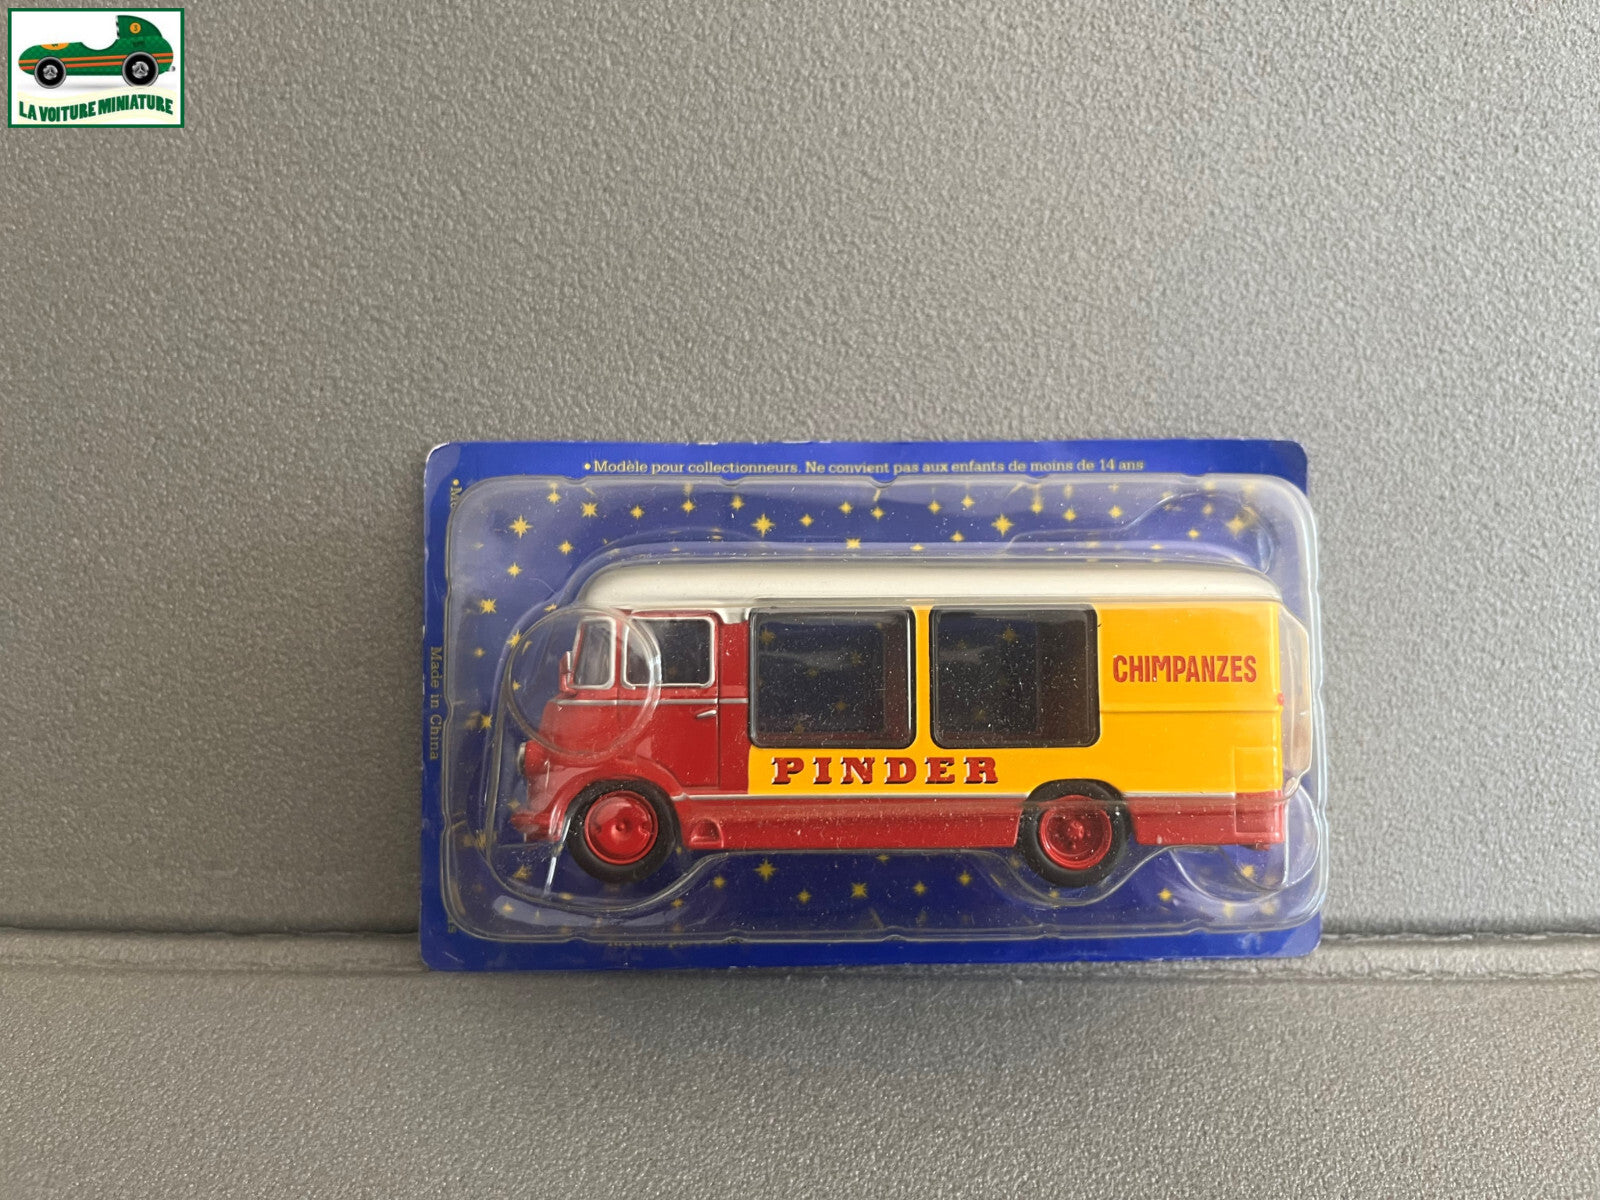 LA VOITURE MINIATURE
• Modèle pour collectionneurs. Ne convient pas aux enfants de moins de 14 ans
Made in China
CHIMPANZES
PINDER